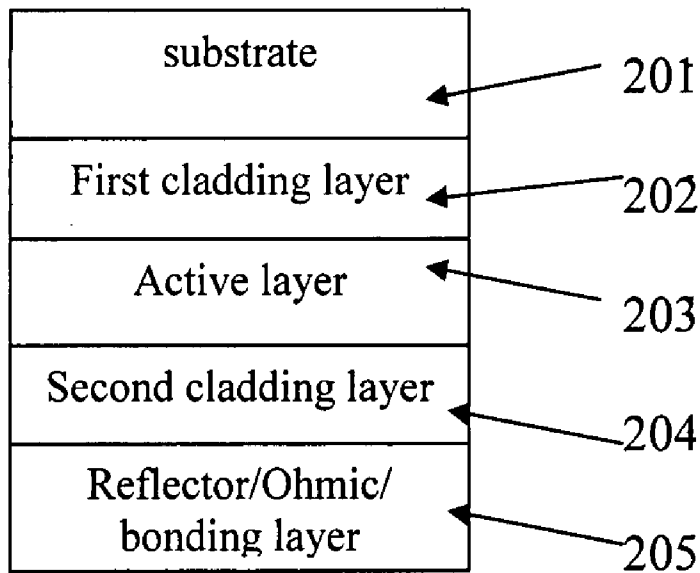 substrate
201
First cladding layer
202
Active layer
203
Second cladding layer
204
Reflector/Ohmic/
bonding layer
205